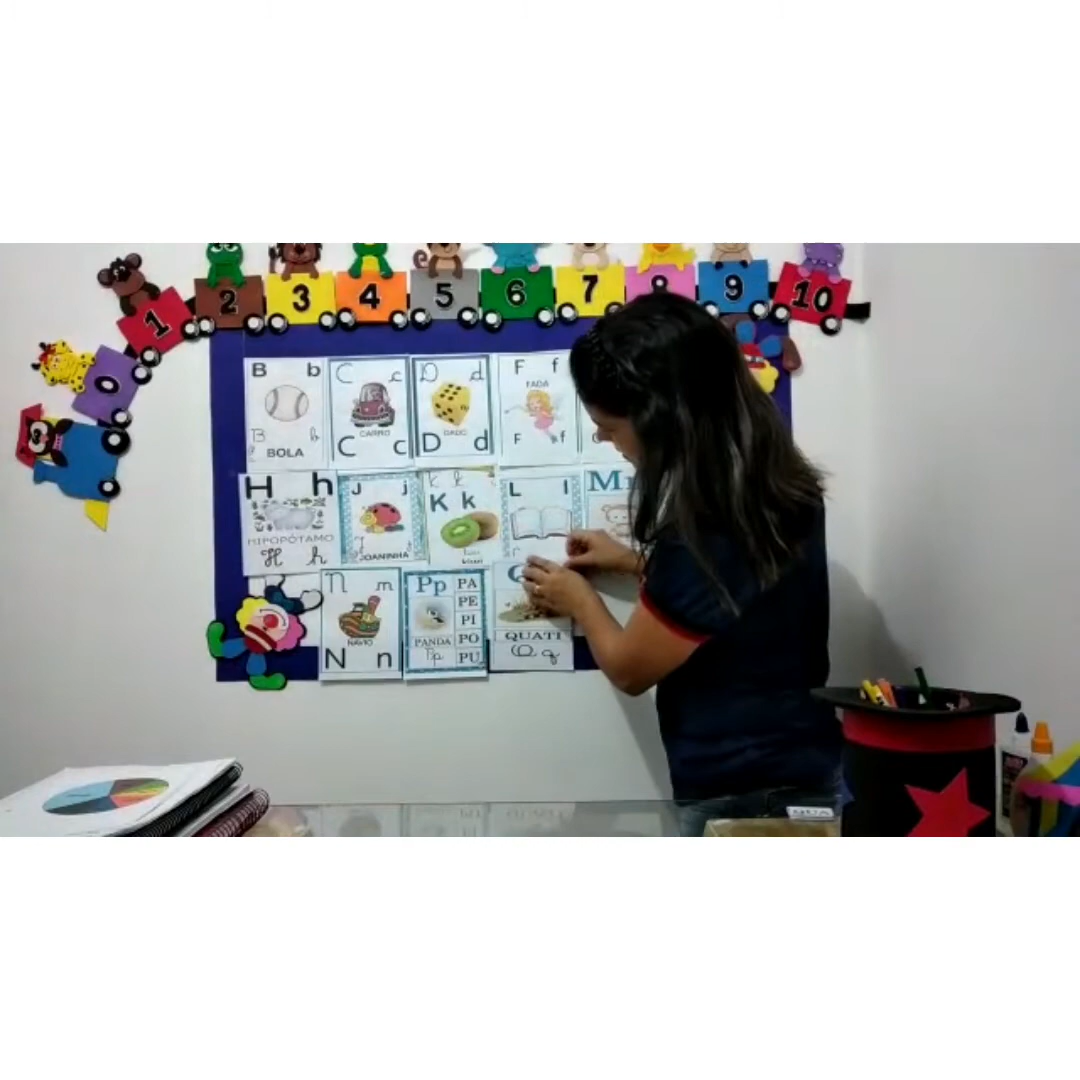 0 1 2 3 4 5 6 7 8 9 10
B b
B b
BOLA
C c
CARRO
C c
D d
DADO
D d
F f
FADA
F f
H h
HIPOPÓTAMO
H h
J j
JOANINHA
k k
K k
L l
M
N m
NAVIO
N n
Pp
PA
PE
PI
PO
PU
PANDA
Pp
Q
QUATI
Q q